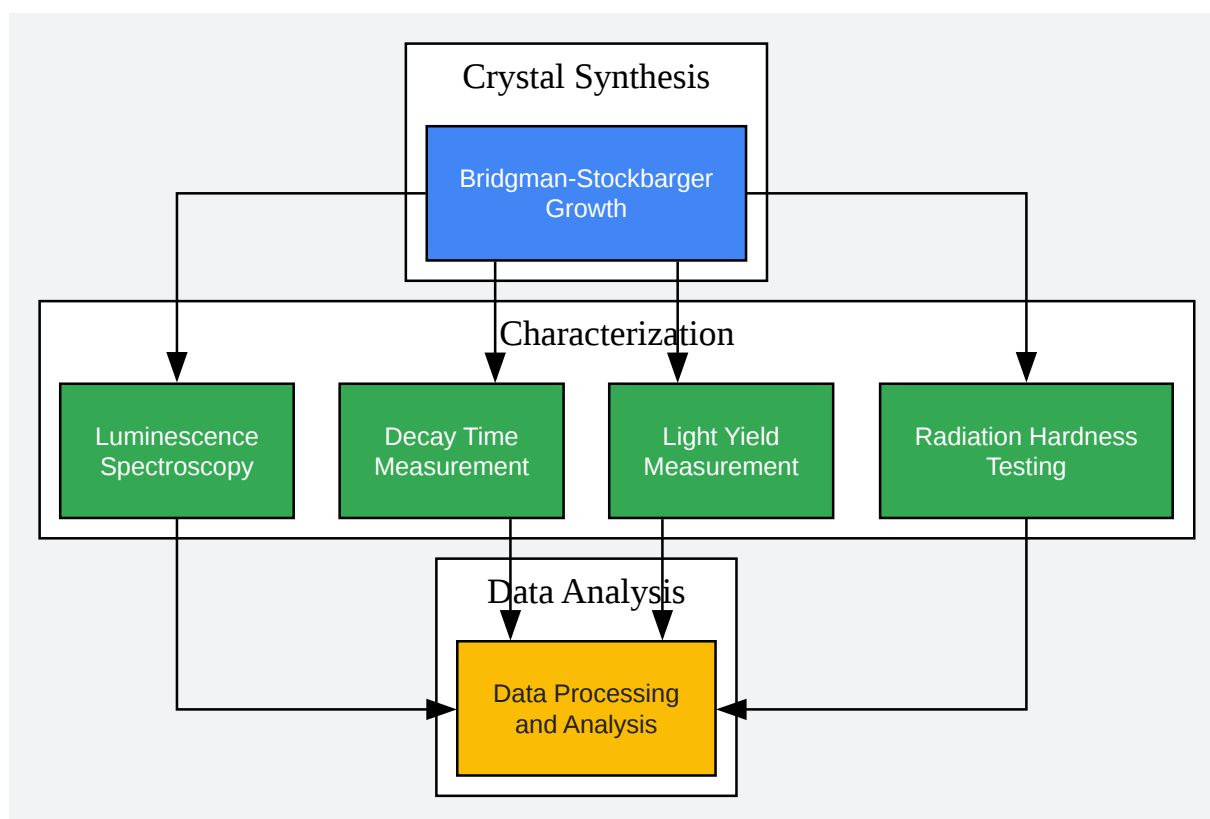 Crystal Synthesis
Bridgman-Stockbarger
Growth
Characterization
Luminescence
Spectroscopy
Decay Time
Measurement
Light Yield
Measurement
Radiation Hardness
Testing
Data Analysis
Data Processing
and Analysis